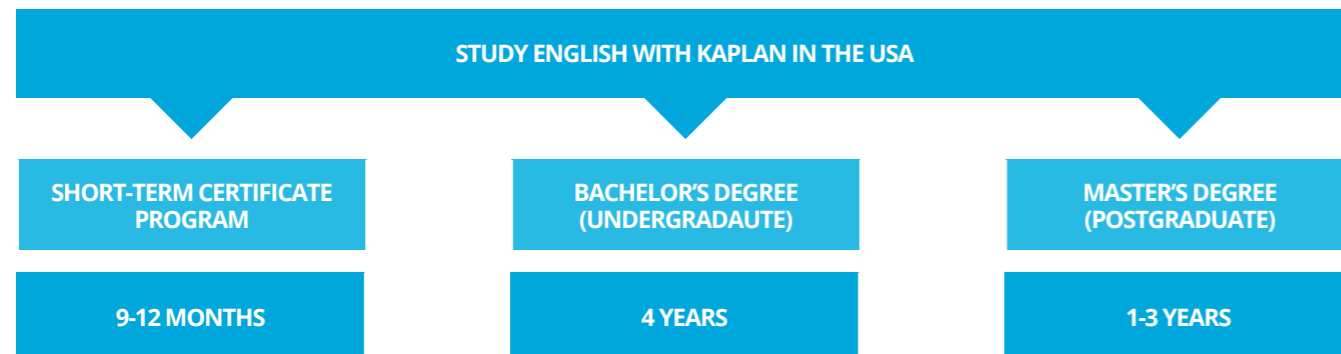 STUDY ENGLISH WITH KAPLAN IN THE USA
SHORT-TERM CERTIFICATE
PROGRAM
BACHELOR'S DEGREE
(UNDERGRADAUTE)
MASTER'S DEGREE
(POSTGRADUATE)
9-12 MONTHS
4 YEARS
1-3 YEARS